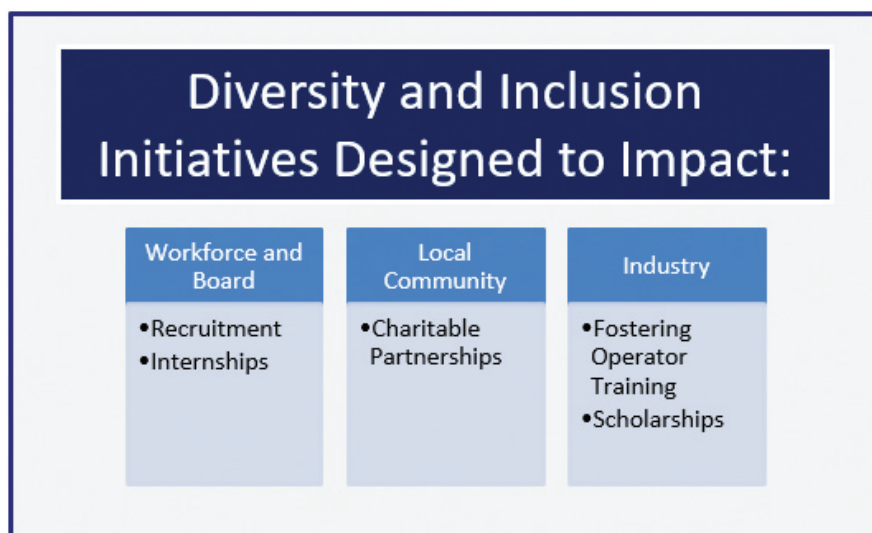 Diversity and Inclusion
Initiatives Designed to Impact:
Workforce and
Board
•Recruitment
•Internships
Local
Community
•Charitable
Partnerships
Industry
•Fostering
Operator
Training
•Scholarships